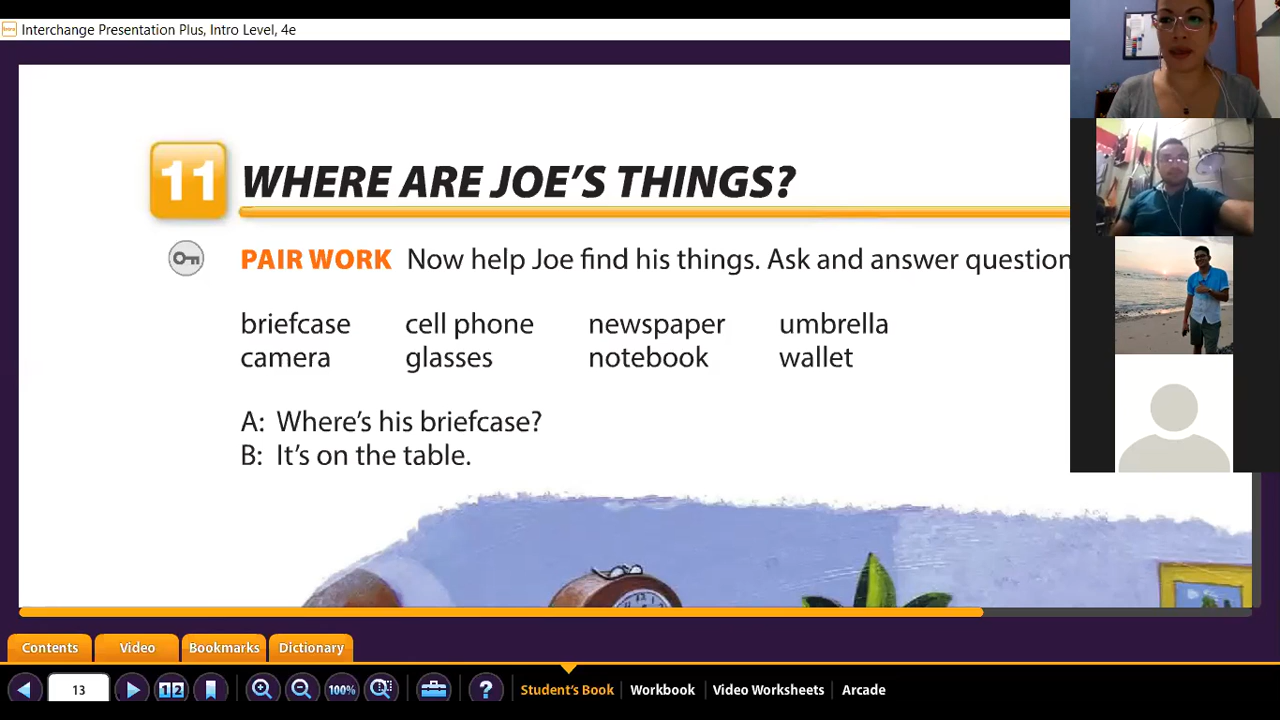 Interchange Presentation Plus, Intro Level, 4e
11 WHERE ARE JOE'S THINGS?
PAIR WORK Now help Joe find his things. Ask and answer question
briefcase cell phone newspaper umbrella
camera glasses notebook wallet
A: Where's his briefcase?
B: It's on the table.
Contents Video Bookmarks Dictionary
13 12 100% ? Student's Book Workbook Video Worksheets Arcade